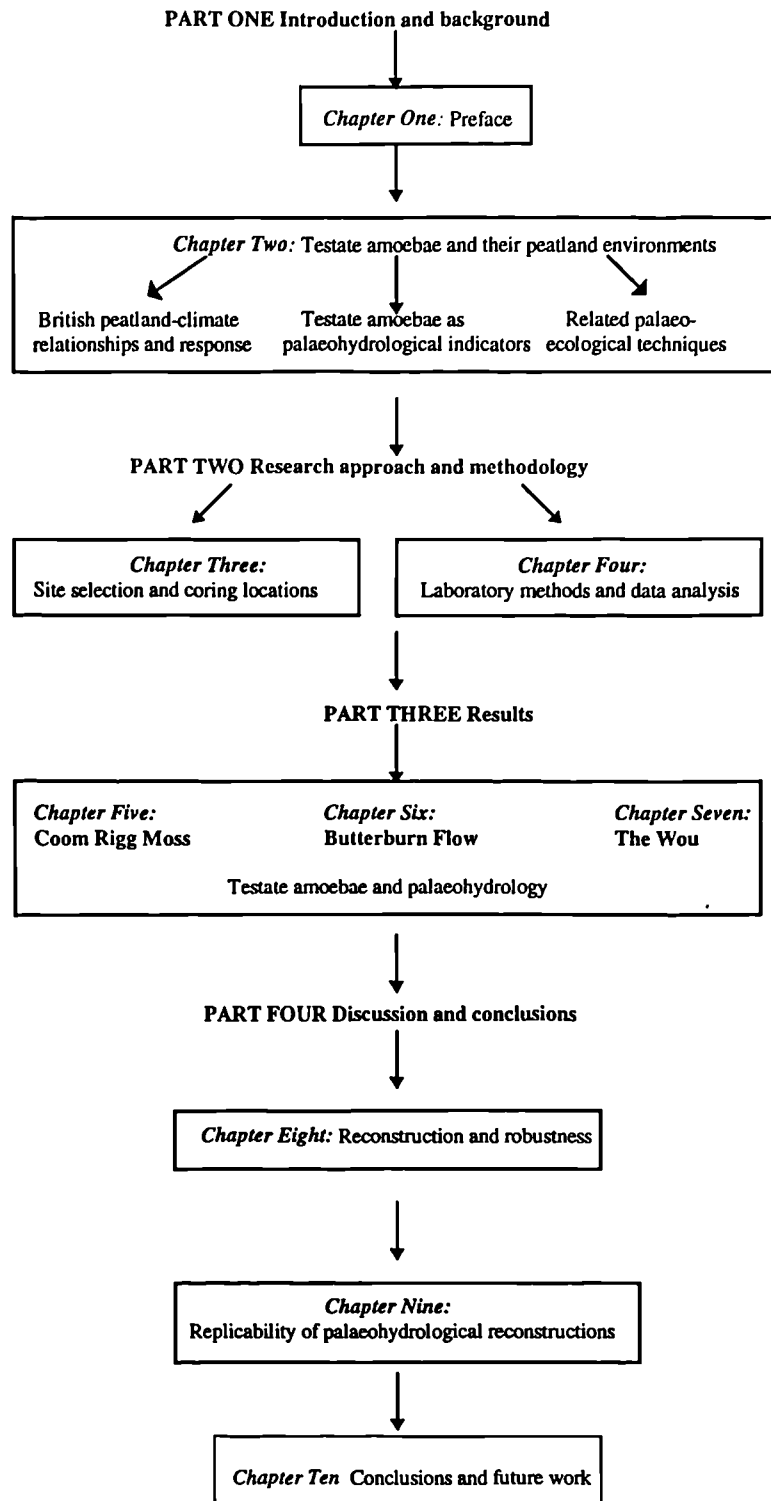 PART ONE Introduction and background
Chapter One: Preface
Chapter Two: Testate amoebae and their peatland environments
British peatland-climate
relationships and response
Testate amoebae as
palaeohydrological indicators
Related palaeo-
ecological techniques
PART TWO Research approach and methodology
Chapter Three:
Site selection and coring locations
Chapter Four:
Laboratory methods and data analysis
PART THREE Results
Chapter Five:
Coom Rigg Moss
Chapter Six:
Butterburn Flow
Chapter Seven:
The Wou
Testate amoebae and palaeohydrology
PART FOUR Discussion and conclusions
Chapter Eight: Reconstruction and robustness
Chapter Nine:
Replicability of palaeohydrological reconstructions
Chapter Ten Conclusions and future work